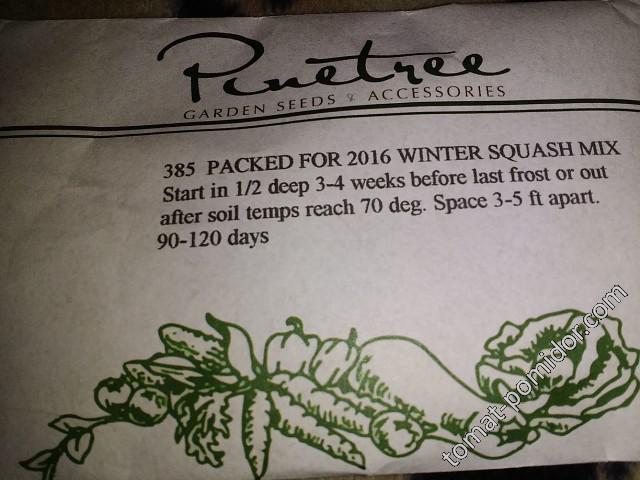 Pinetree
GARDEN SEEDS & ACCESSORIES
385 PACKED FOR 2016 WINTER SQUASH MIX
Start in 1/2 deep 3-4 weeks before last frost or out
after soil temps reach 70 deg. Space 3-5 ft apart.
90-120 days
tomat-pomidor.com